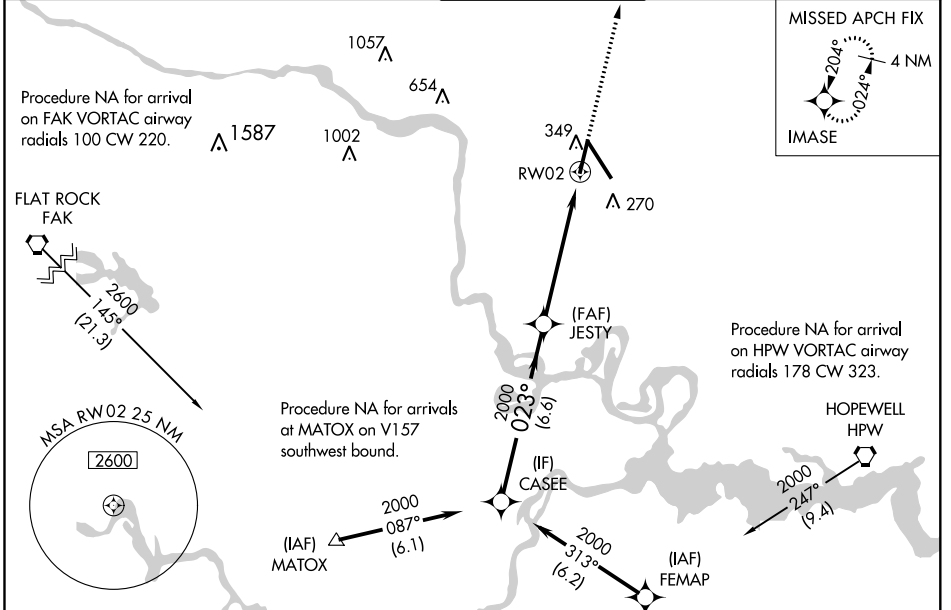 MISSED APCH FIX
204°
024°
4 NM
IMASE
1057
654
Procedure NA for arrival
on FAK VORTAC airway
radials 100 CW 220.
1587
1002
349
RW02
270
FLAT ROCK
FAK
2600
145°
(21.3)
(FAF)
JESTY
Procedure NA for arrival
on HPW VORTAC airway
radials 178 CW 323.
2000
023°
(6.6)
Procedure NA for arrivals
at MATOX on V157
southwest bound.
HOPEWELL
HPW
MSA RW02 25 NM
2600
(IF)
CASEE
2000
247°
(9.4)
2000
087°
(6.1)
(IAF)
MATOX
2000
313°
(6.2)
(IAF)
FEMAP